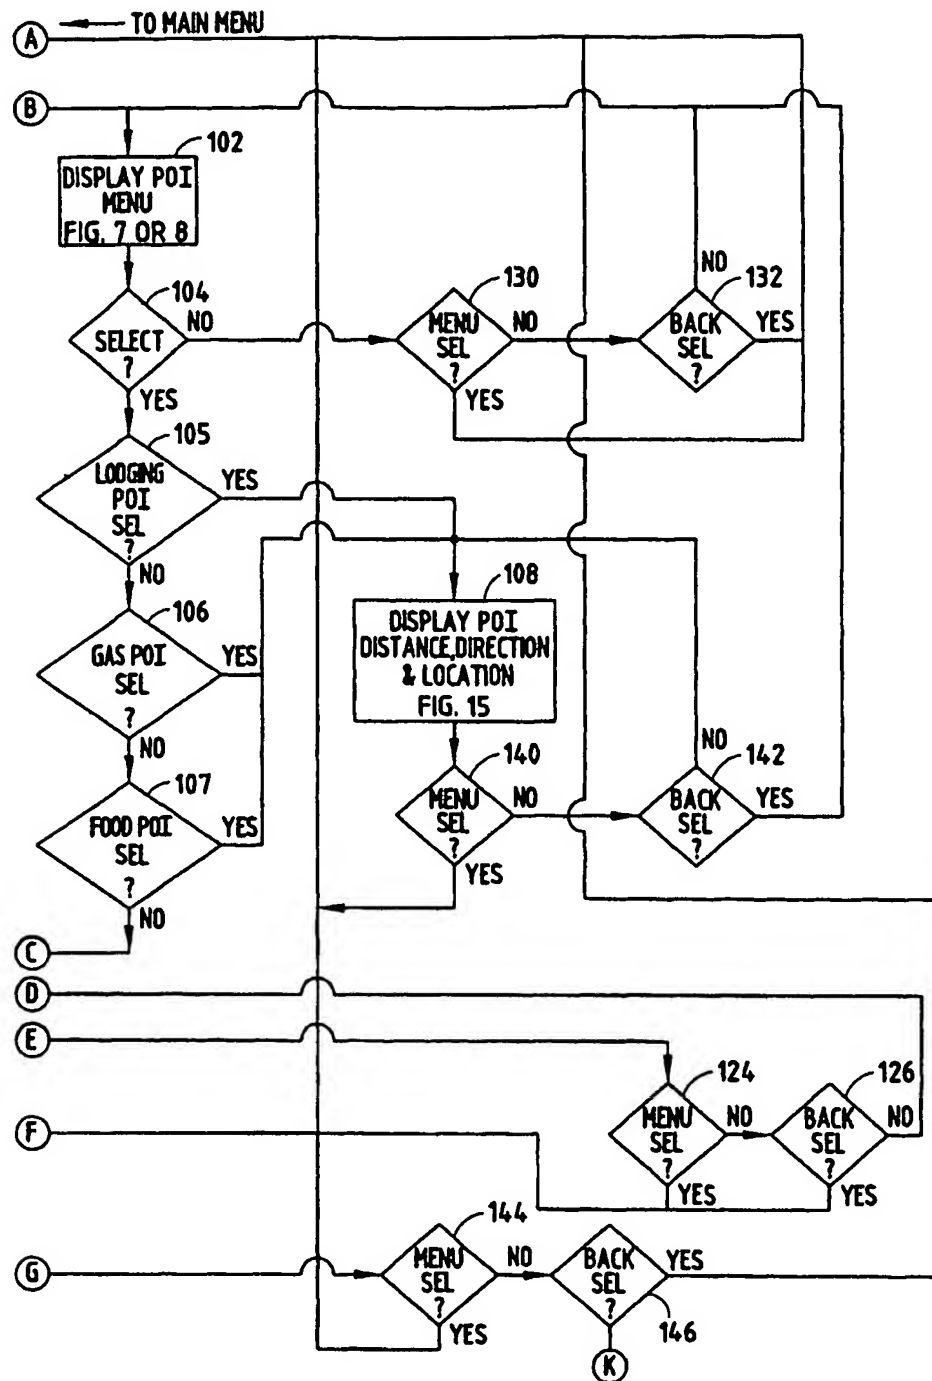 A
TO MAIN MENU
B
102
DISPLAY POI
MENU
FIG. 7 OR 8
104
SELECT
?
NO
YES
130
MENU
SEL
?
NO
YES
132
BACK
SEL
?
NO
YES
105
LODGING
POI
SEL
?
YES
NO
106
GAS POI
SEL
?
YES
NO
107
FOOD POI
SEL
?
YES
NO
108
DISPLAY POI
DISTANCE, DIRECTION
& LOCATION
FIG. 15
140
MENU
SEL
?
NO
YES
142
BACK
SEL
?
NO
YES
C
D
E
F
124
MENU
SEL
?
NO
YES
126
BACK
SEL
?
NO
YES
G
144
MENU
SEL
?
NO
YES
BACK
SEL
?
YES
146
K